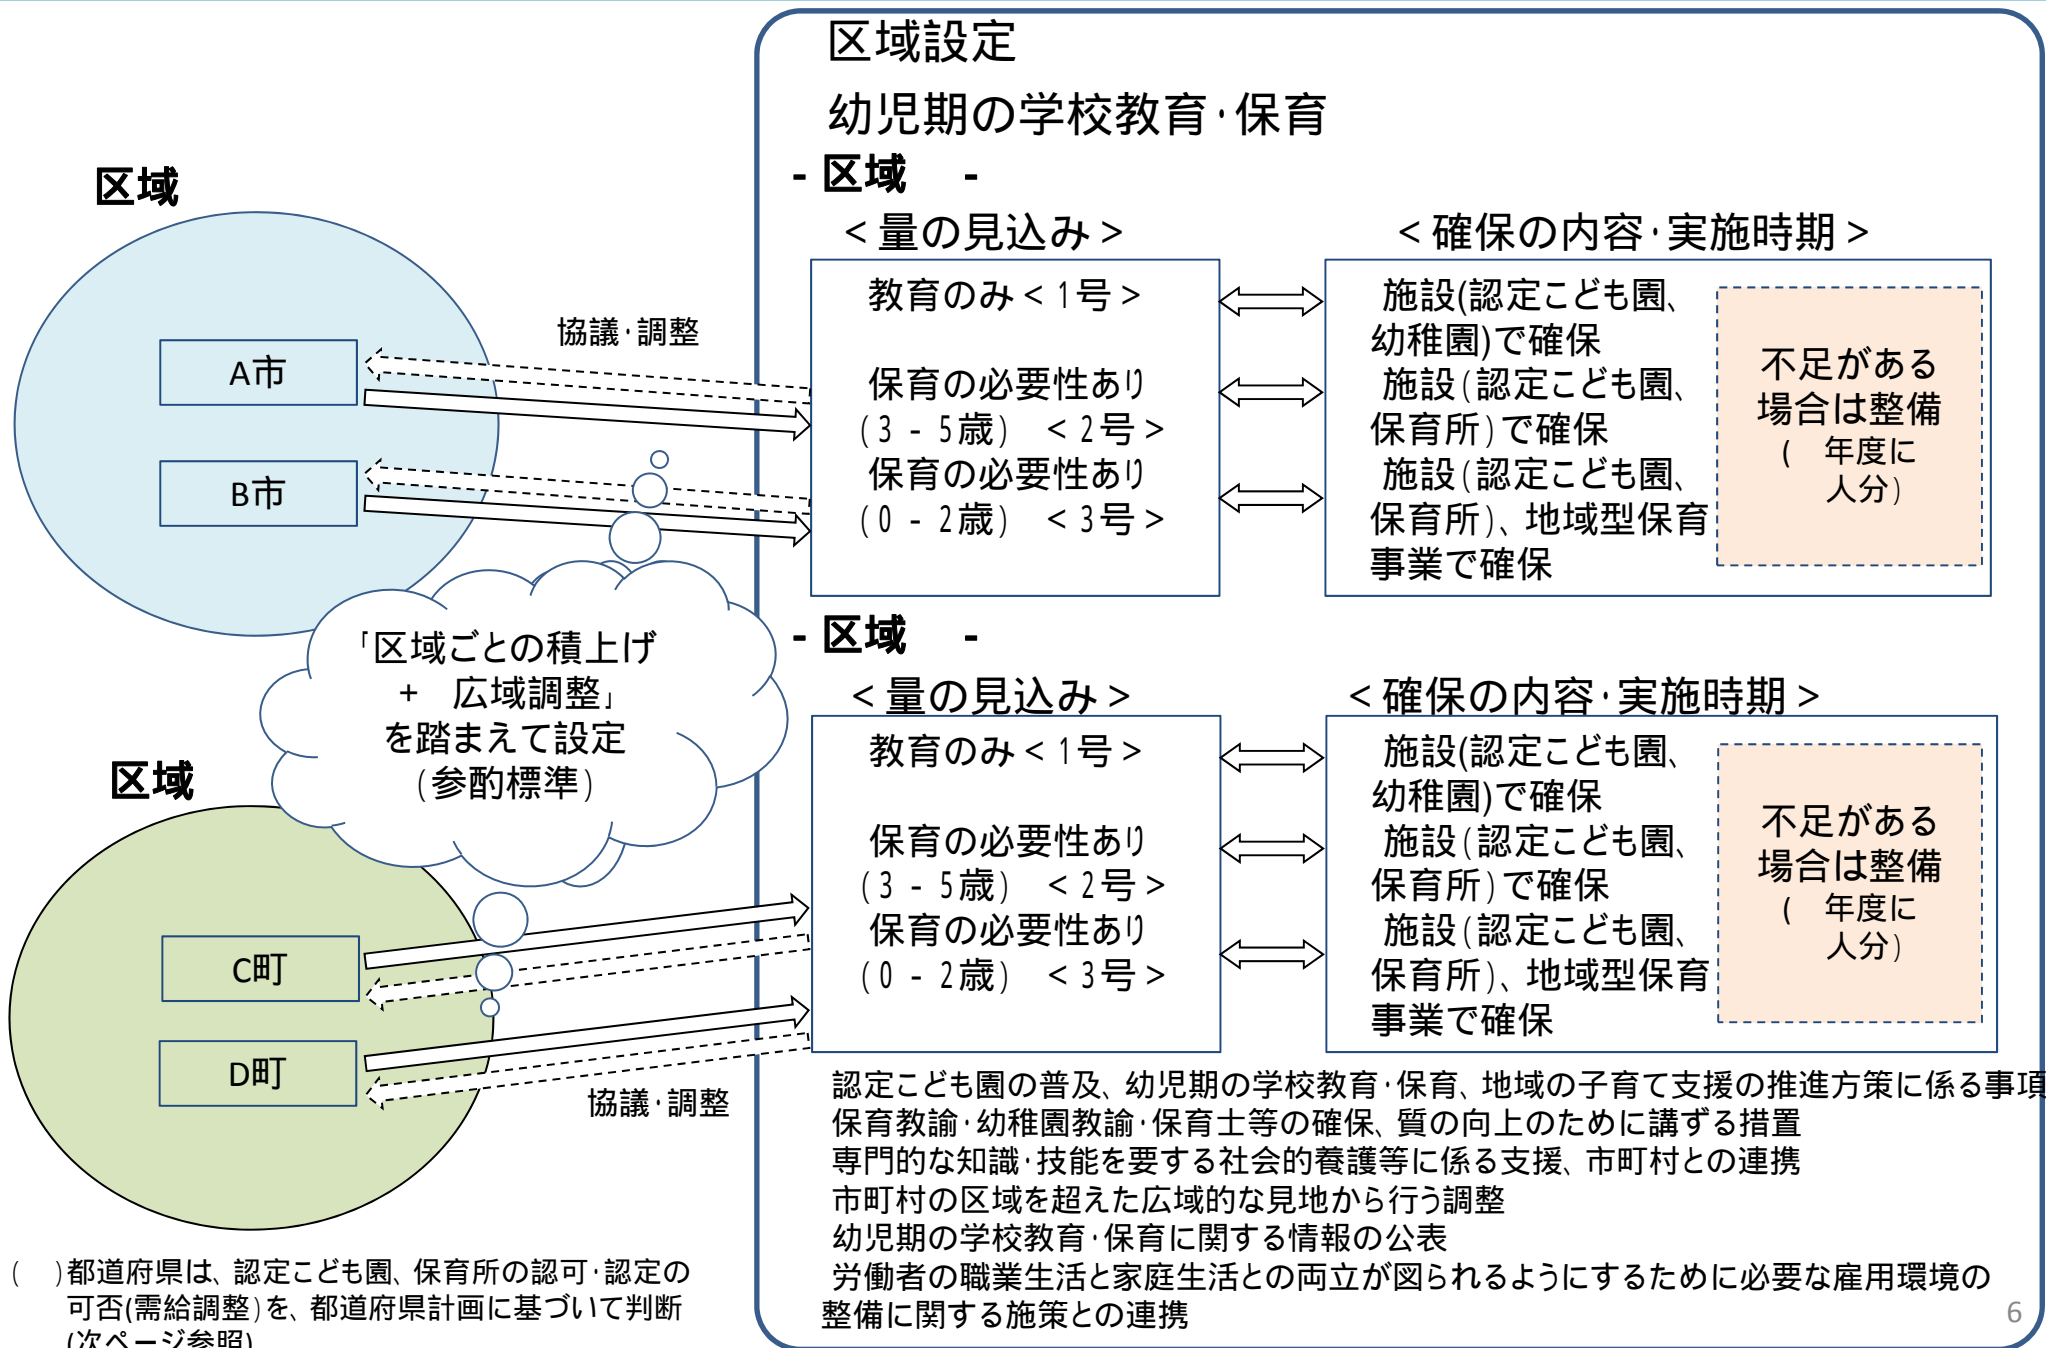 区域
A市
B市
協議・調整
「区域ごとの積上げ
+ 広域調整」
を踏まえて設定
(参酌標準)
区域
C町
D町
協議・調整
( )都道府県は、認定こども園、保育所の認可・認定の
可否(需給調整)を、都道府県計画に基づいて判断
(次ページ参照)
区域設定
幼児期の学校教育・保育
- 区域 -
<量の見込み>
教育のみ<1号>
保育の必要性あり
(3 - 5歳) <2号>
保育の必要性あり
(0 - 2歳) <3号>
<確保の内容・実施時期>
施設(認定こども園、
幼稚園)で確保
施設(認定こども園、
保育所)で確保
施設(認定こども園、
保育所)、地域型保育
事業で確保
不足がある
場合は整備
( 年度に
人分)
- 区域 -
<量の見込み>
教育のみ<1号>
保育の必要性あり
(3 - 5歳) <2号>
保育の必要性あり
(0 - 2歳) <3号>
<確保の内容・実施時期>
施設(認定こども園、
幼稚園)で確保
施設(認定こども園、
保育所)で確保
施設(認定こども園、
保育所)、地域型保育
事業で確保
不足がある
場合は整備
( 年度に
人分)
認定こども園の普及、幼児期の学校教育・保育、地域の子育て支援の推進方策に係る事項
保育教諭・幼稚園教諭・保育士等の確保、質の向上のために講ずる措置
専門的な知識・技能を要する社会的養護等に係る支援、市町村との連携
市町村の区域を超えた広域的な見地から行う調整
幼児期の学校教育・保育に関する情報の公表
労働者の職業生活と家庭生活との両立が図られるようにするために必要な雇用環境の
整備に関する施策との連携
6